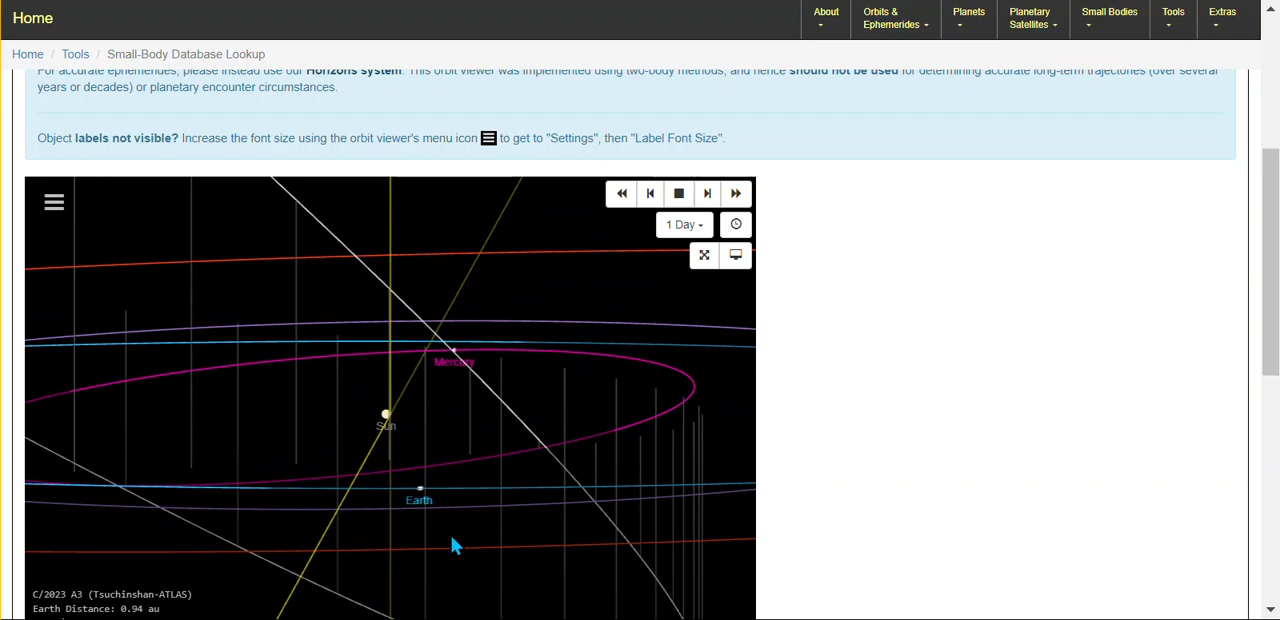 Home
About
Orbits &
Ephemerides
Planets
Planetary
Satellites
Small Bodies
Tools
Extras
Home / Tools / Small-Body Database Lookup
For accurate ephemerides, please instead use our Horizons system. This orbit viewer was implemented using two-body methods, and hence should not be used for determining accurate long-term trajectories (over several
years or decades) or planetary encounter circumstances.
Object labels not visible? Increase the font size using the orbit viewer's menu icon to get to "Settings", then "Label Font Size".
1 Day
Mercury
Sun
Earth
C/2023 A3 (Tsuchinshan-ATLAS)
Earth Distance: 0.94 au